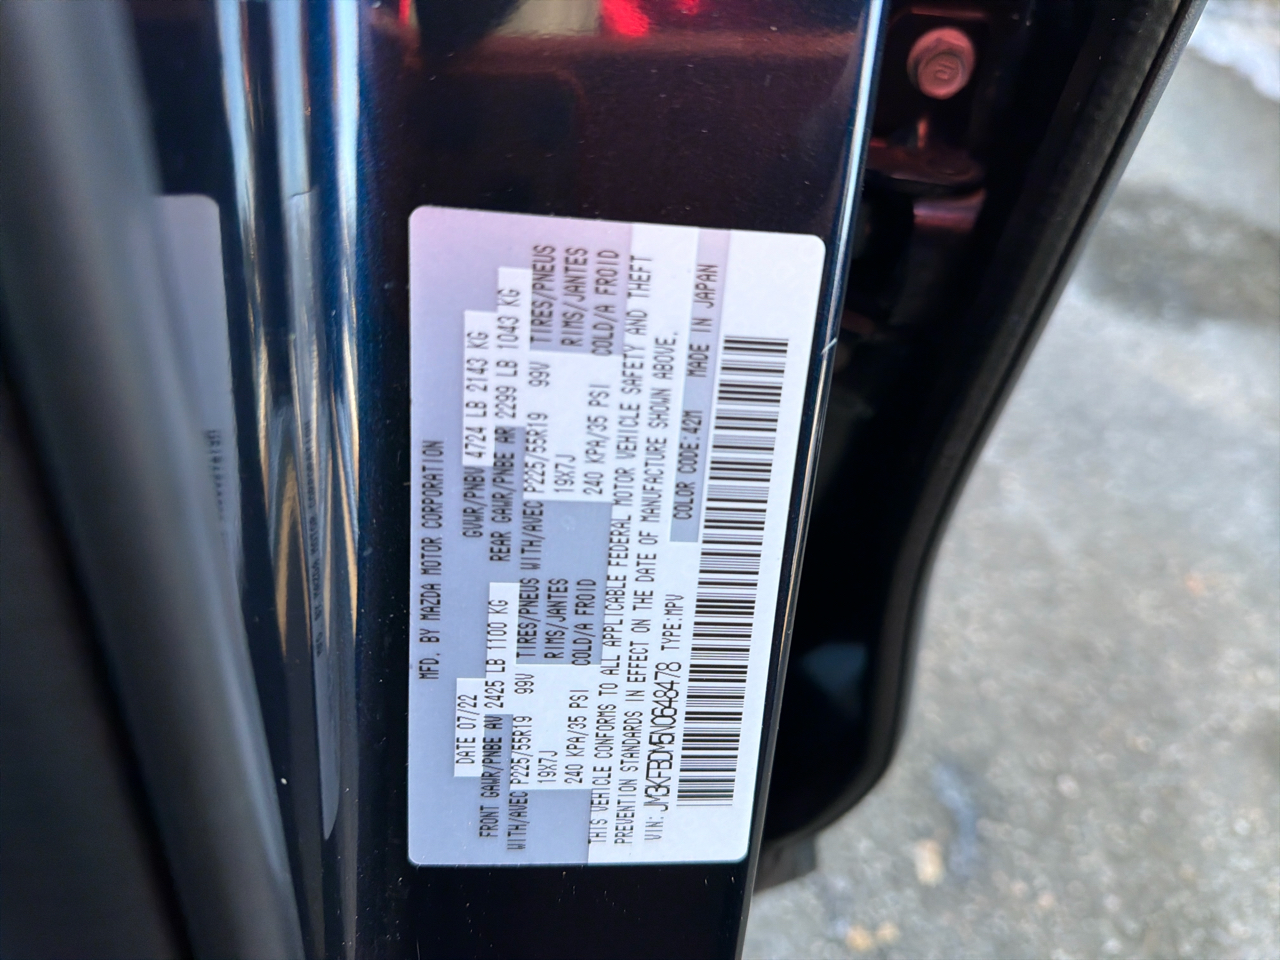 MFD. BY MAZDA MOTOR CORPORATION
DATE 07/22 GVWR/PNBV 4724 LB 2143 KG
FRONT GAWR/PNBE AV 2425 LB 1100 KG REAR GAWR/PNBE AR 2299 LB 1043 KG
WITH/AVEC P225/55R19 99V TIRES/PNEUS WITH/AVEC P225/55R19 99V TIRES/PNEUS
19X7J RIMS/JANTES 19X7J RIMS/JANTES
240 KPA/35 PSI COLD/A FROID 240 KPA/35 PSI COLD/A FROID
THIS VEHICLE CONFORMS TO ALL APPLICABLE FEDERAL MOTOR VEHICLE SAFETY AND THEFT
PREVENTION STANDARDS IN EFFECT ON THE DATE OF MANUFACTURE SHOWN ABOVE.
VIN: JM3KFBDM5N0648478 TYPE:MPV COLOR CODE:42M MADE IN JAPAN